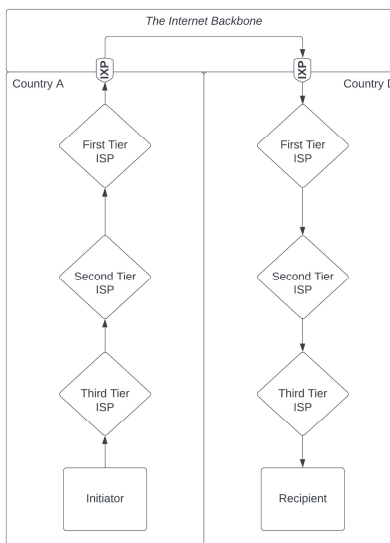 The Internet Backbone
IXP
IXP
Country A
Country
First Tier
ISP
First Tier
ISP
Second Tier
ISP
Second Tier
ISP
Third Tier
ISP
Third Tier
ISP
Initiator
Recipient